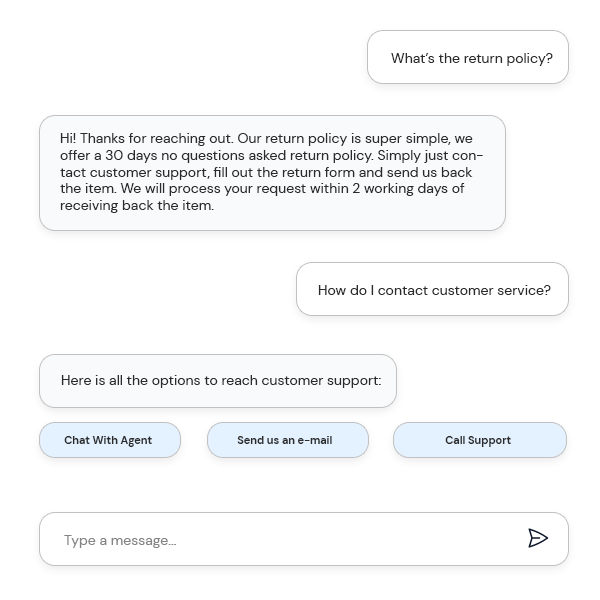 What's the return policy?
Hi! Thanks for reaching out. Our return policy is super simple, we
offer a 30 days no questions asked return policy. Simply just con-
tact customer support, fill out the return form and send us back
the item. We will process your request within 2 working days of
receiving back the item.
How do I contact customer service?
Here is all the options to reach customer support:
Chat With Agent
Send us an e-mail
Call Support
Type a message...